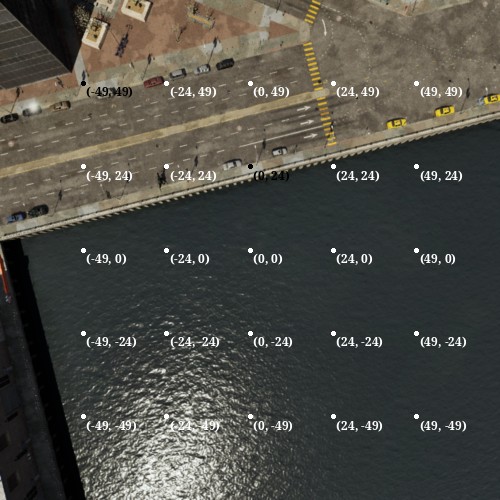 (-49, 49) (-24, 49) (0, 49) (24, 49) (49, 49)
(-49, 24) (-24, 24) (0, 24) (24, 24) (49, 24)
(-49, 0) (-24, 0) (0, 0) (24, 0) (49, 0)
(-49, -24) (-24, -24) (0, -24) (24, -24) (49, -24)
(-49, -49) (-24, -49) (0, -49) (24, -49) (49, -49)